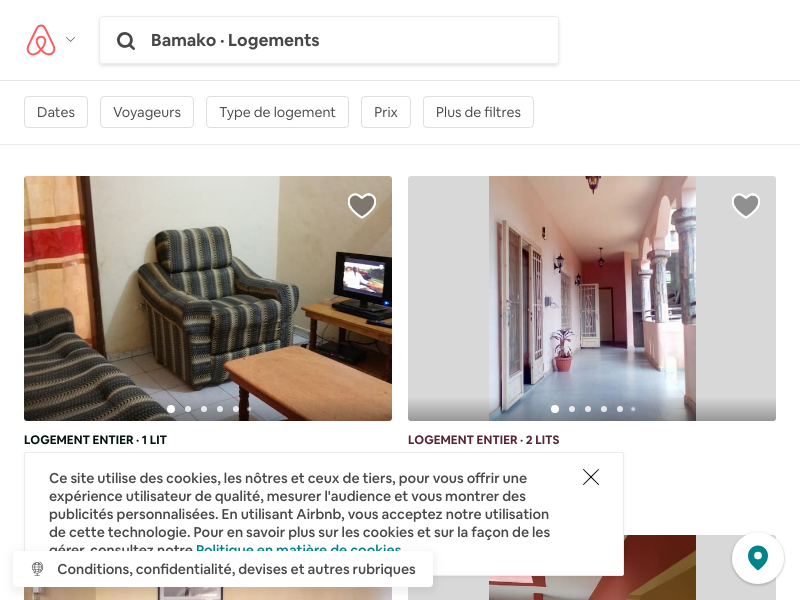 Bamako · Logements
Dates
Voyageurs
Type de logement
Prix
Plus de filtres
LOGEMENT ENTIER · 1 LIT
LOGEMENT ENTIER · 2 LITS
Ce site utilise des cookies, les nôtres et ceux de tiers, pour vous offrir une
expérience utilisateur de qualité, mesurer l'audience et vous montrer des
publicités personnalisées. En utilisant Airbnb, vous acceptez notre utilisation
de cette technologie. Pour en savoir plus sur les cookies et sur la façon de les
gérer, consultez notre Politique en matière de cookies
Conditions, confidentialité, devises et autres rubriques